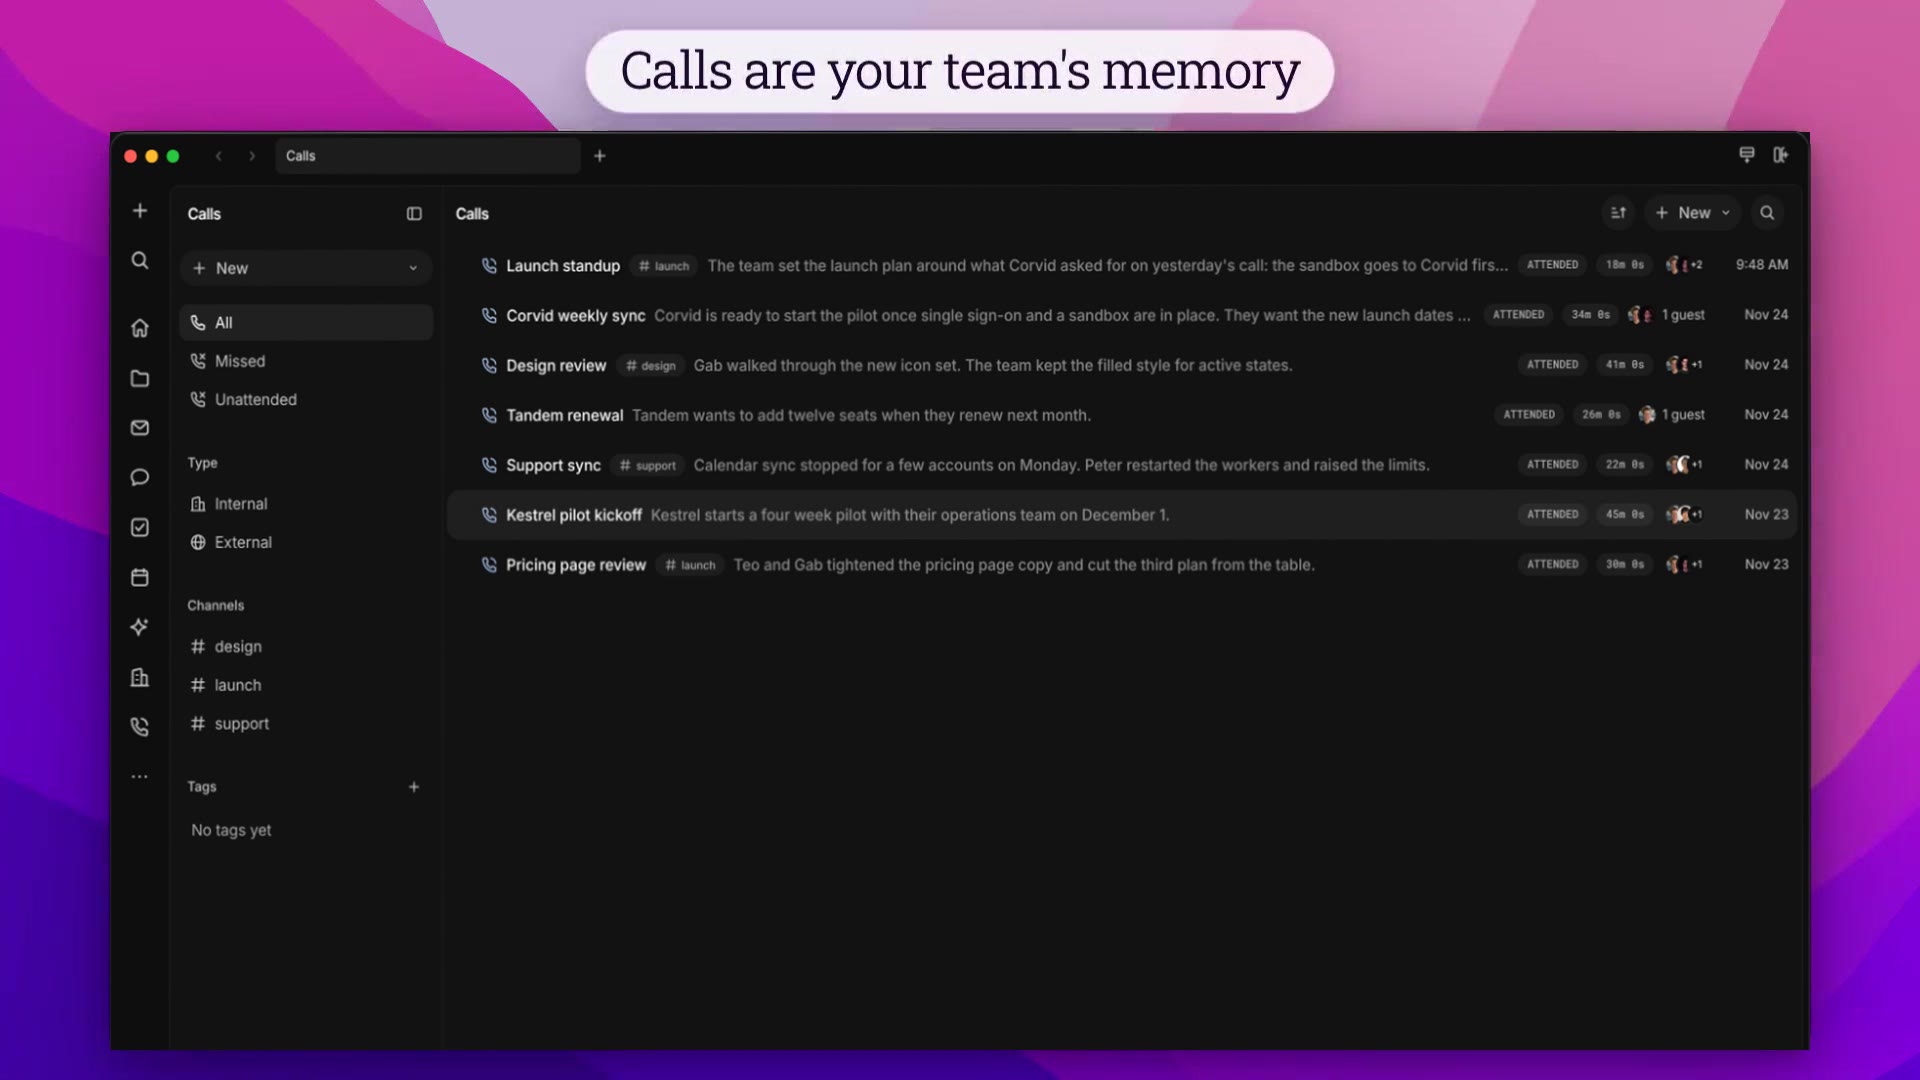 Calls are your team's memory
Calls
Calls
New
All
Missed
Unattended
Type
Internal
External
Channels
# design
# launch
# support
Tags
No tags yet
Calls
New
Launch standup # launch The team set the launch plan around what Corvid asked for on yesterday's call: the sandbox goes to Corvid firs... ATTENDED 18m 0s +2 9:48 AM
Corvid weekly sync Corvid is ready to start the pilot once single sign-on and a sandbox are in place. They want the new launch dates ... ATTENDED 34m 0s 1 guest Nov 24
Design review # design Gab walked through the new icon set. The team kept the filled style for active states. ATTENDED 41m 0s +1 Nov 24
Tandem renewal Tandem wants to add twelve seats when they renew next month. ATTENDED 26m 0s 1 guest Nov 24
Support sync # support Calendar sync stopped for a few accounts on Monday. Peter restarted the workers and raised the limits. ATTENDED 22m 0s +1 Nov 24
Kestrel pilot kickoff Kestrel starts a four week pilot with their operations team on December 1. ATTENDED 45m 0s +1 Nov 23
Pricing page review # launch Teo and Gab tightened the pricing page copy and cut the third plan from the table. ATTENDED 30m 0s +1 Nov 23